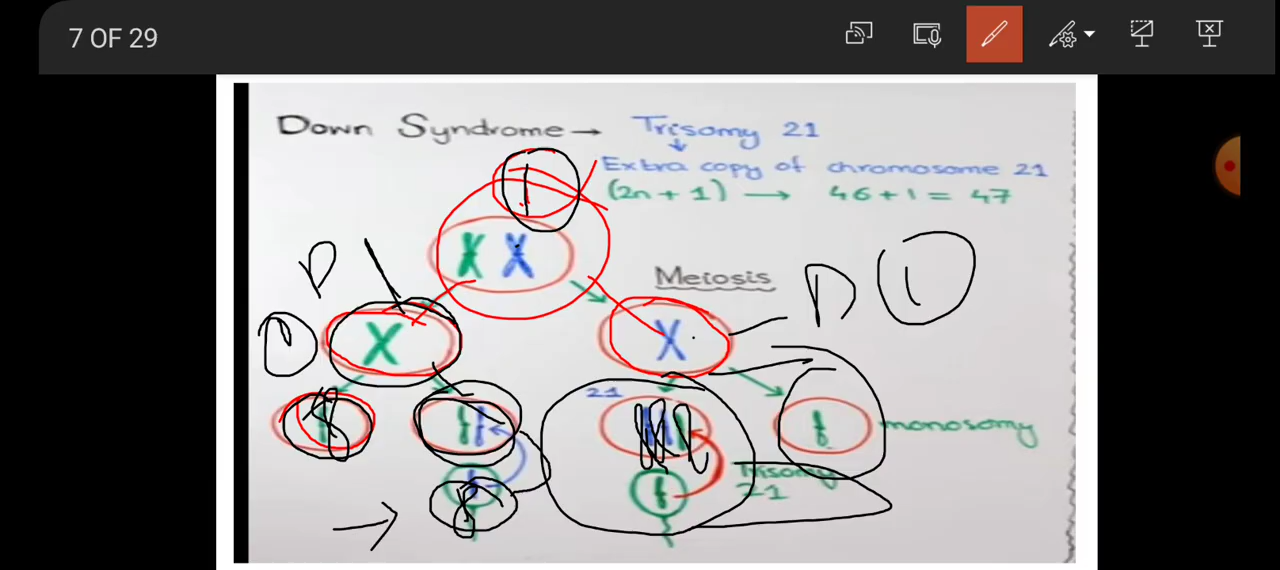 7 OF 29
Down Syndrome → Trisomy 21
Extra copy of chromosome 21
(2n + 1) → 46 + 1 = 47
Meiosis
D
D
1
21
monosomy
Trisomy
21